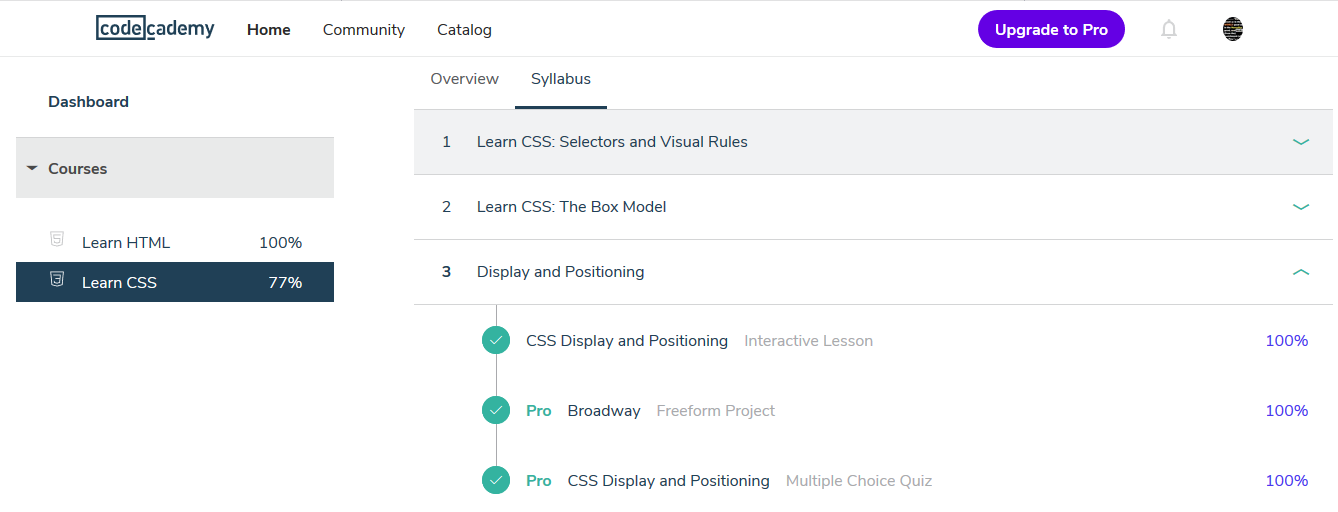 codecademy Home Community Catalog Upgrade to Pro
Overview Syllabus
Dashboard
1 Learn CSS: Selectors and Visual Rules
Courses
2 Learn CSS: The Box Model
Learn HTML 100%
Learn CSS 77%
3 Display and Positioning
CSS Display and Positioning Interactive Lesson 100%
Pro Broadway Freeform Project 100%
Pro CSS Display and Positioning Multiple Choice Quiz 100%